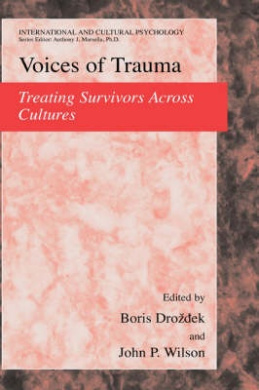 INTERNATIONAL AND CULTURAL PSYCHOLOGY
Series Editor: Anthony J. Marsella, Ph.D.
Voices of Trauma
Treating Survivors Across
Cultures
Edited by
Boris Droždek
and
John P. Wilson